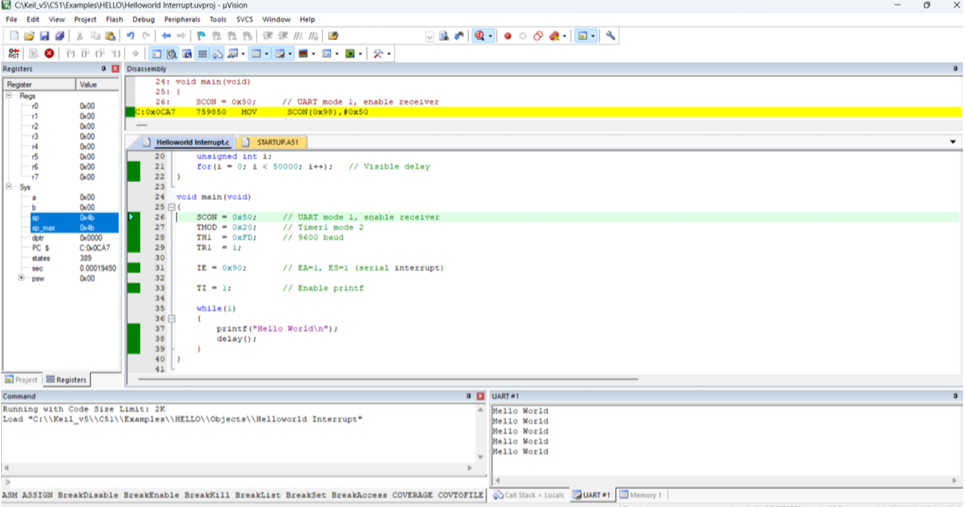 C:\Keil_v5\C51\Examples\HELLO\Helloworld Interrupt.uvproj - µVision
File Edit View Project Flash Debug Peripherals Tools SVCS Window Help
RST
Registers
Register Value
Regs
r0 0x00
r1 0x00
r2 0x00
r3 0x00
r4 0x00
r5 0x00
r6 0x00
r7 0x00
Sys
a 0x00
b 0x00
sp 0x4b
sp_max 0x4b
dptr 0x0000
PC $ C:0x0CA7
states 389
sec 0.00019450
psw 0x00
Project Registers
Disassembly
24: void main(void)
25: {
26: SCON = 0x50; // UART mode 1, enable receiver
C:0x0CA7 759850 MOV SCON(0x98),#0x50
Helloworld Interrupt.c STARTUP.A51
20 unsigned int i;
21 for(i = 0; i < 50000; i++); // Visible delay
22 }
23
24 void main(void)
25 {
26 SCON = 0x50; // UART mode 1, enable receiver
27 TMOD = 0x20; // Timer1 mode 2
28 TH1 = 0xFD; // 9600 baud
29 TR1 = 1;
30
31 IE = 0x90; // EA=1, ES=1 (serial interrupt)
32
33 TI = 1; // Enable printf
34
35 while(1)
36 {
37 printf("Hello World\n");
38 delay();
39 }
40 }
41
Command
Running with Code Size Limit: 2K
Load "C:\\Keil_v5\\C51\\Examples\\HELLO\\Objects\\Helloworld Interrupt"
>
ASM ASSIGN BreakDisable BreakEnable BreakKill BreakList BreakSet BreakAccess COVERAGE COVTOFILE
UART #1
Hello World
Hello World
Hello World
Hello World
Hello World
Call Stack + Locals UART #1 Memory 1